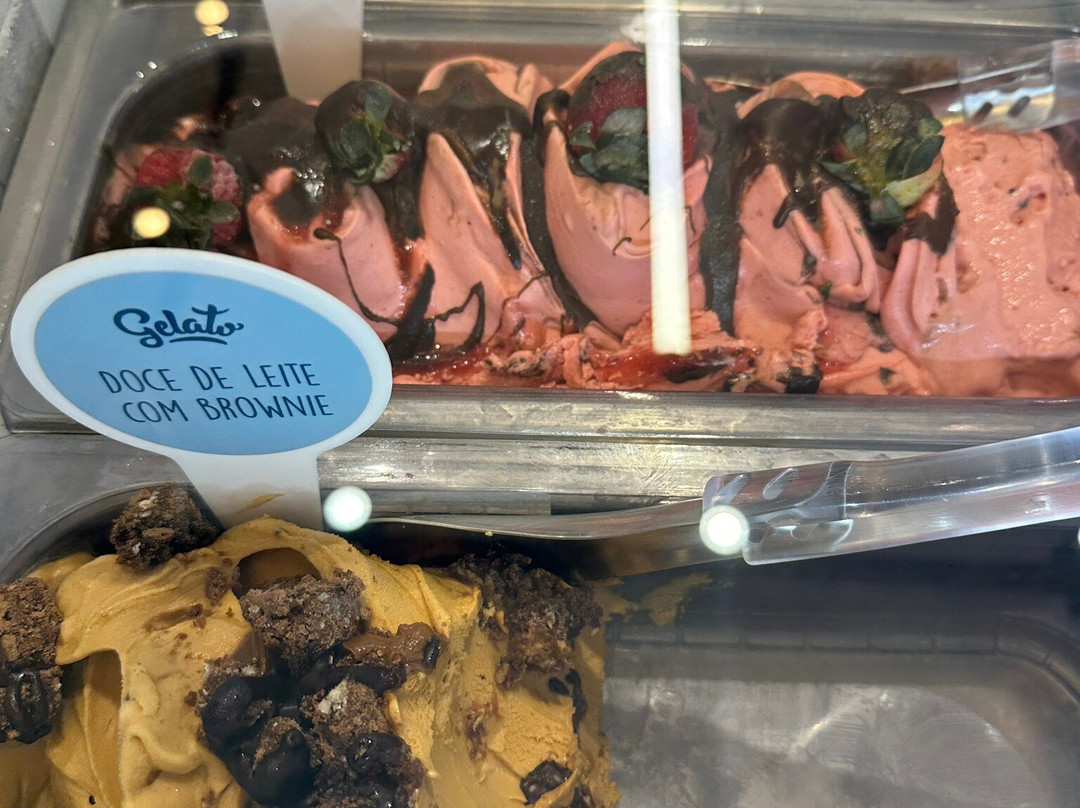 Gelato
DOCE DE LEITE
COM BROWNIE